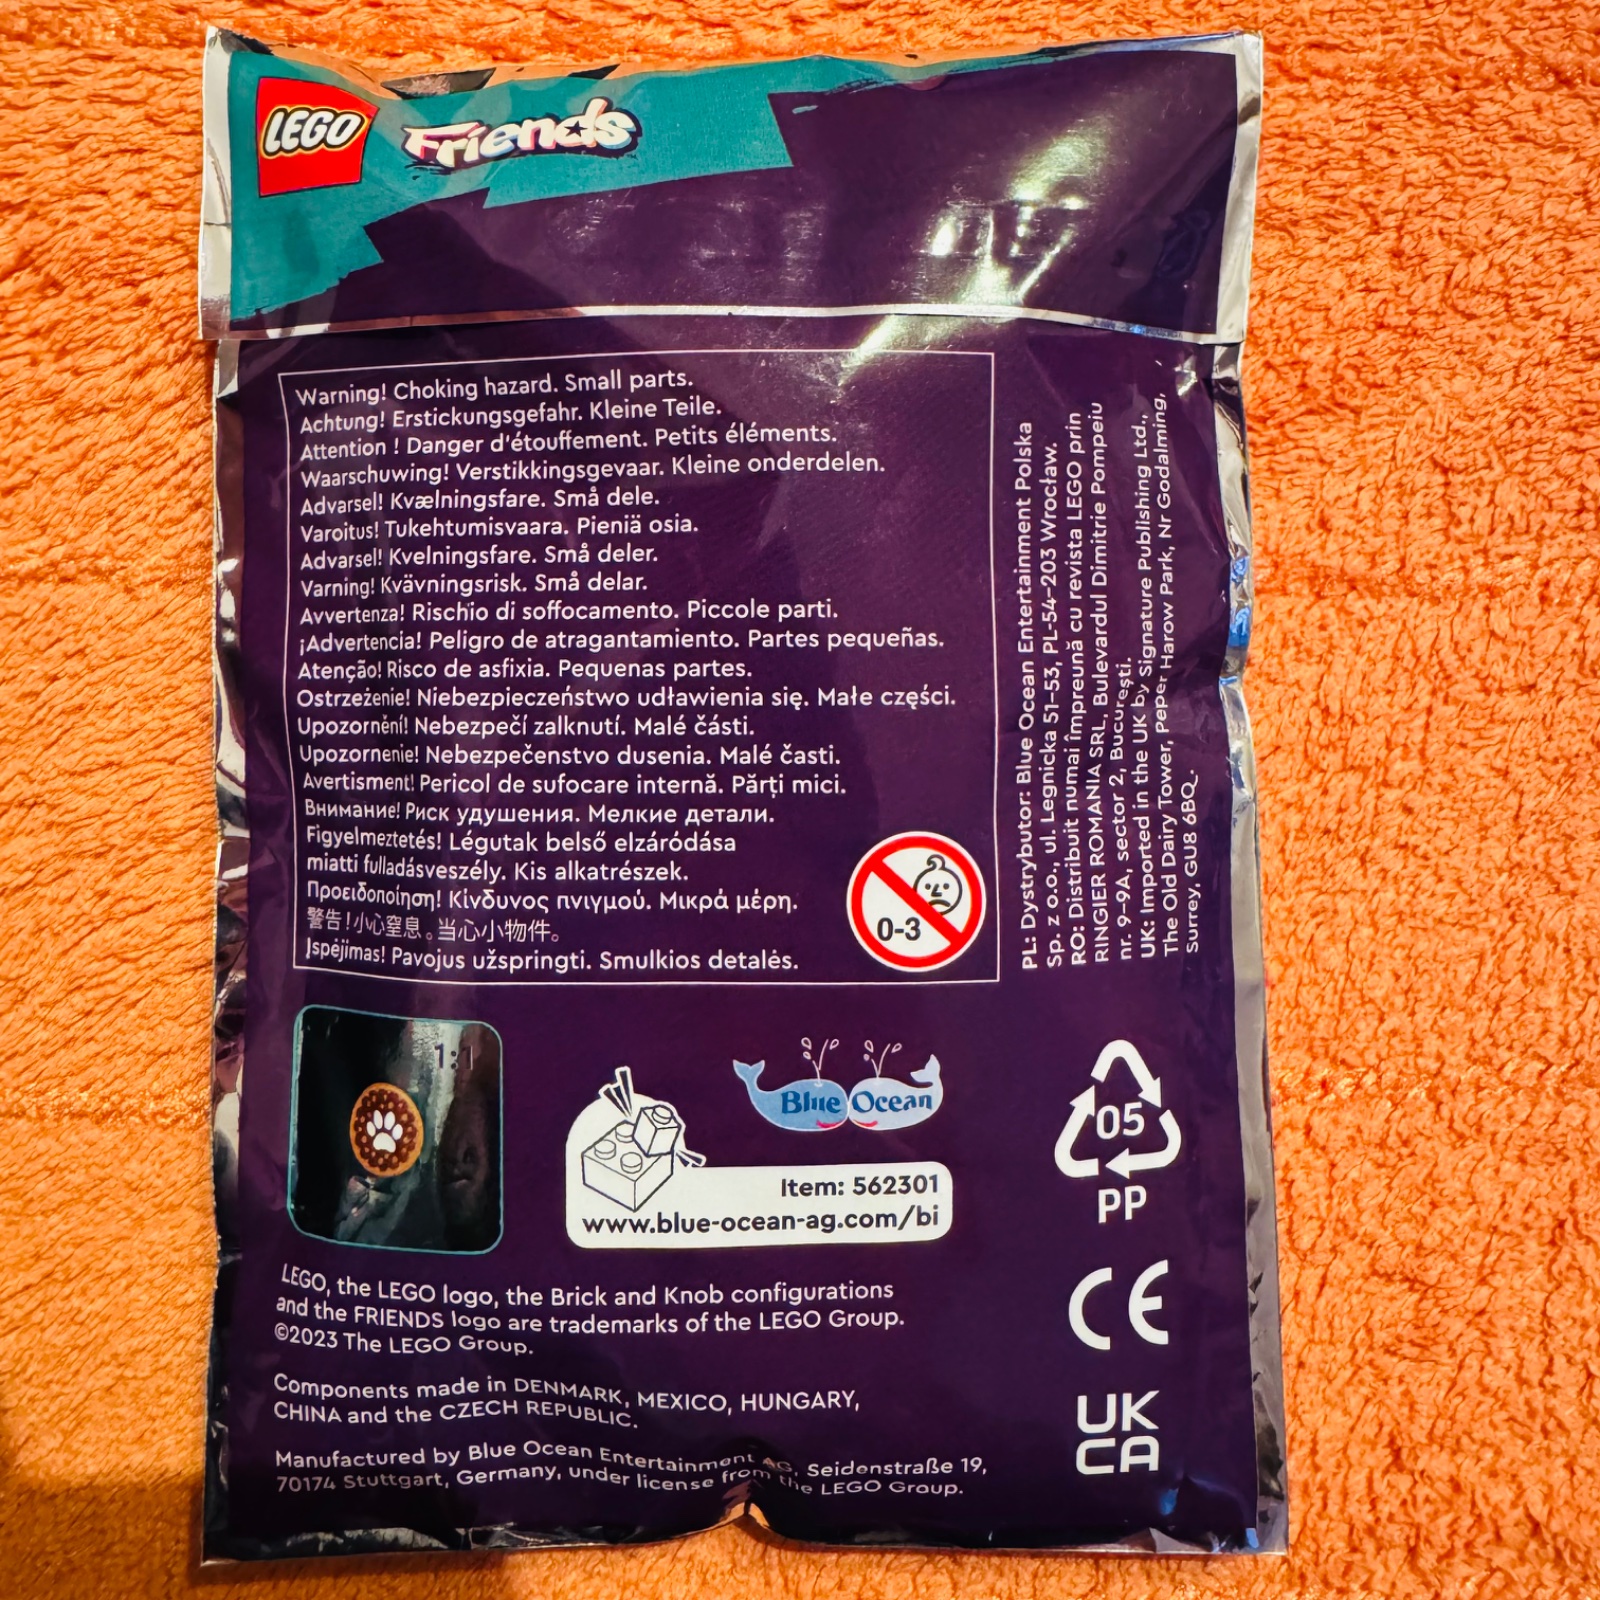 LEGO Friends
Warning! Choking hazard. Small parts.
Achtung! Erstickungsgefahr. Kleine Teile.
Attention ! Danger d'étouffement. Petits éléments.
Waarschuwing! Verstikkingsgevaar. Kleine onderdelen.
Advarsel! Kvælningsfare. Små dele.
Varoitus! Tukehtumisvaara. Pieniä osia.
Advarsel! Kvelningsfare. Små deler.
Varning! Kvävningsrisk. Små delar.
Avvertenza! Rischio di soffocamento. Piccole parti.
¡Advertencia! Peligro de atragantamiento. Partes pequeñas.
Atenção! Risco de asfixia. Pequenas partes.
Ostrzeżenie! Niebezpieczeństwo udławienia się. Małe części.
Upozornění! Nebezpečí zalknutí. Malé části.
Upozornenie! Nebezpečenstvo dusenia. Malé časti.
Avertisment! Pericol de sufocare internă. Părți mici.
Внимание! Риск удушения. Мелкие детали.
Figyelmeztetés! Légutak belső elzáródása
miatti fulladásveszély. Kis alkatrészek.
Προειδοποίηση! Κίνδυνος πνιγμού. Μικρά μέρη.
警告！小心窒息。当心小物件。
Įspėjimas! Pavojus užspringti. Smulkios detalės.
0-3
PL: Dystrybutor: Blue Ocean Entertainment Polska
Sp. z o.o., ul. Legnicka 51-53, PL-54-203 Wrocław.
RO: Distribuit numai împreună cu revista LEGO prin
RINGIER ROMANIA SRL, Bulevardul Dimitrie Pompeiu
nr. 9-9A, sector 2, București.
UK: Imported in the UK by Signature Publishing Ltd.,
The Old Dairy Tower, Peper Harow Park, Nr Godalming,
Surrey, GU8 6BQ.
1:1
Blue Ocean
Item: 562301
www.blue-ocean-ag.com/bi
05
PP
CE
UK
CA
LEGO, the LEGO logo, the Brick and Knob configurations
and the FRIENDS logo are trademarks of the LEGO Group.
©2023 The LEGO Group.
Components made in DENMARK, MEXICO, HUNGARY,
CHINA and the CZECH REPUBLIC.
Manufactured by Blue Ocean Entertainment AG, Seidenstraße 19,
70174 Stuttgart, Germany, under license from the LEGO Group.